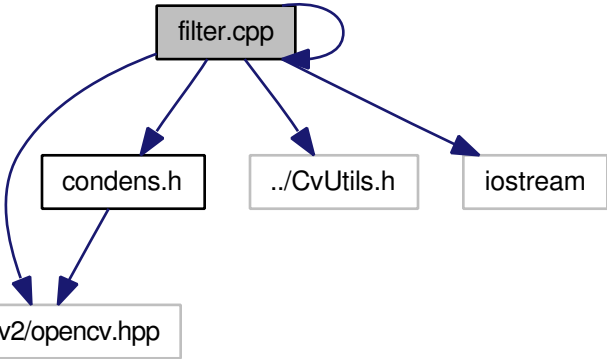 filter.cpp
condens.h
../CvUtils.h
iostream
v2/opencv.hpp